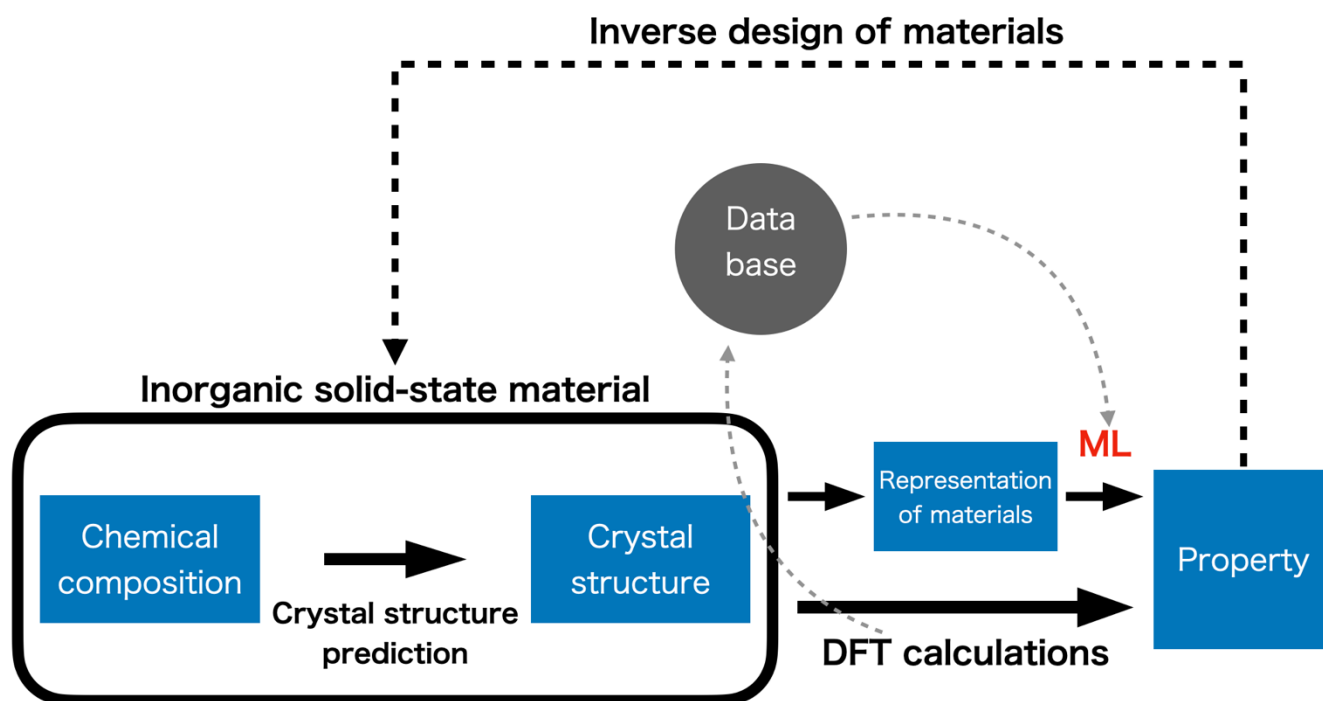 Inverse design of materials
Data
base
Inorganic solid-state material
ML
Representation
of materials
Chemical
composition
Crystal
structure
Property
Crystal structure
prediction
DFT calculations